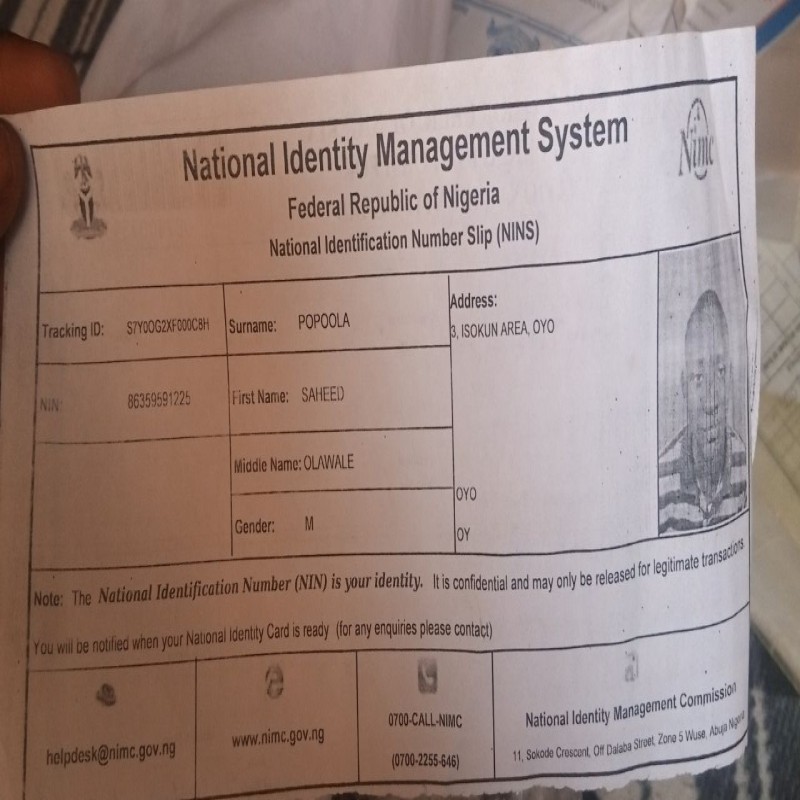 National Identity Management System
Federal Republic of Nigeria
National Identification Number Slip (NINS)
Nimc
Tracking ID: S7Y0OG2XF000C8H
Surname: POPOOLA
Address:
3, ISOKUN AREA, OYO
NIN: 86359591225
First Name: SAHEED
Middle Name: OLAWALE
OYO
Gender: M
OY
Note: The National Identification Number (NIN) is your identity. It is confidential and may only be released for legitimate transactions
You will be notified when your National Identity Card is ready (for any enquiries please contact)
helpdesk@nimc.gov.ng
www.nimc.gov.ng
0700-CALL-NIMC
(0700-2255-646)
National Identity Management Commission
11, Sokode Crescent, Off Dalaba Street, Zone 5 Wuse, Abuja Nigeria